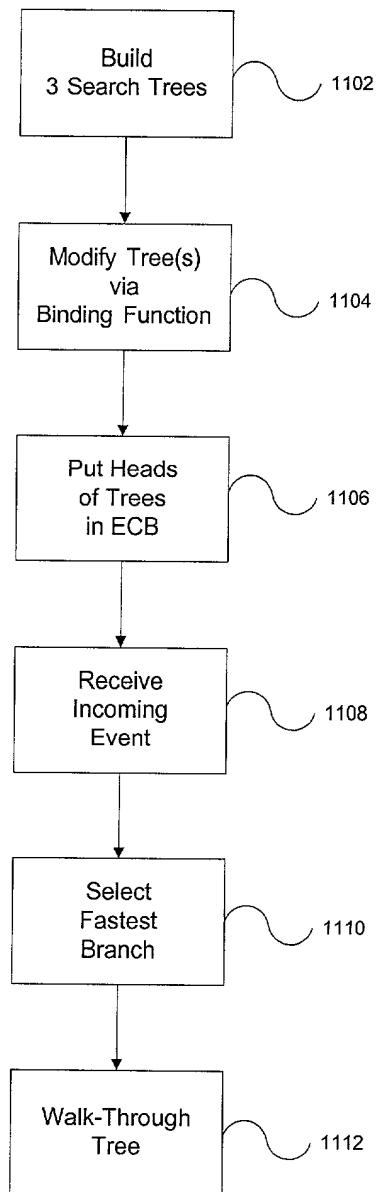 Build
3 Search Trees
1102
Modify Tree(s)
via
Binding Function
1104
Put Heads
of Trees
in ECB
1106
Receive
Incoming
Event
1108
Select
Fastest
Branch
1110
Walk-Through
Tree
1112